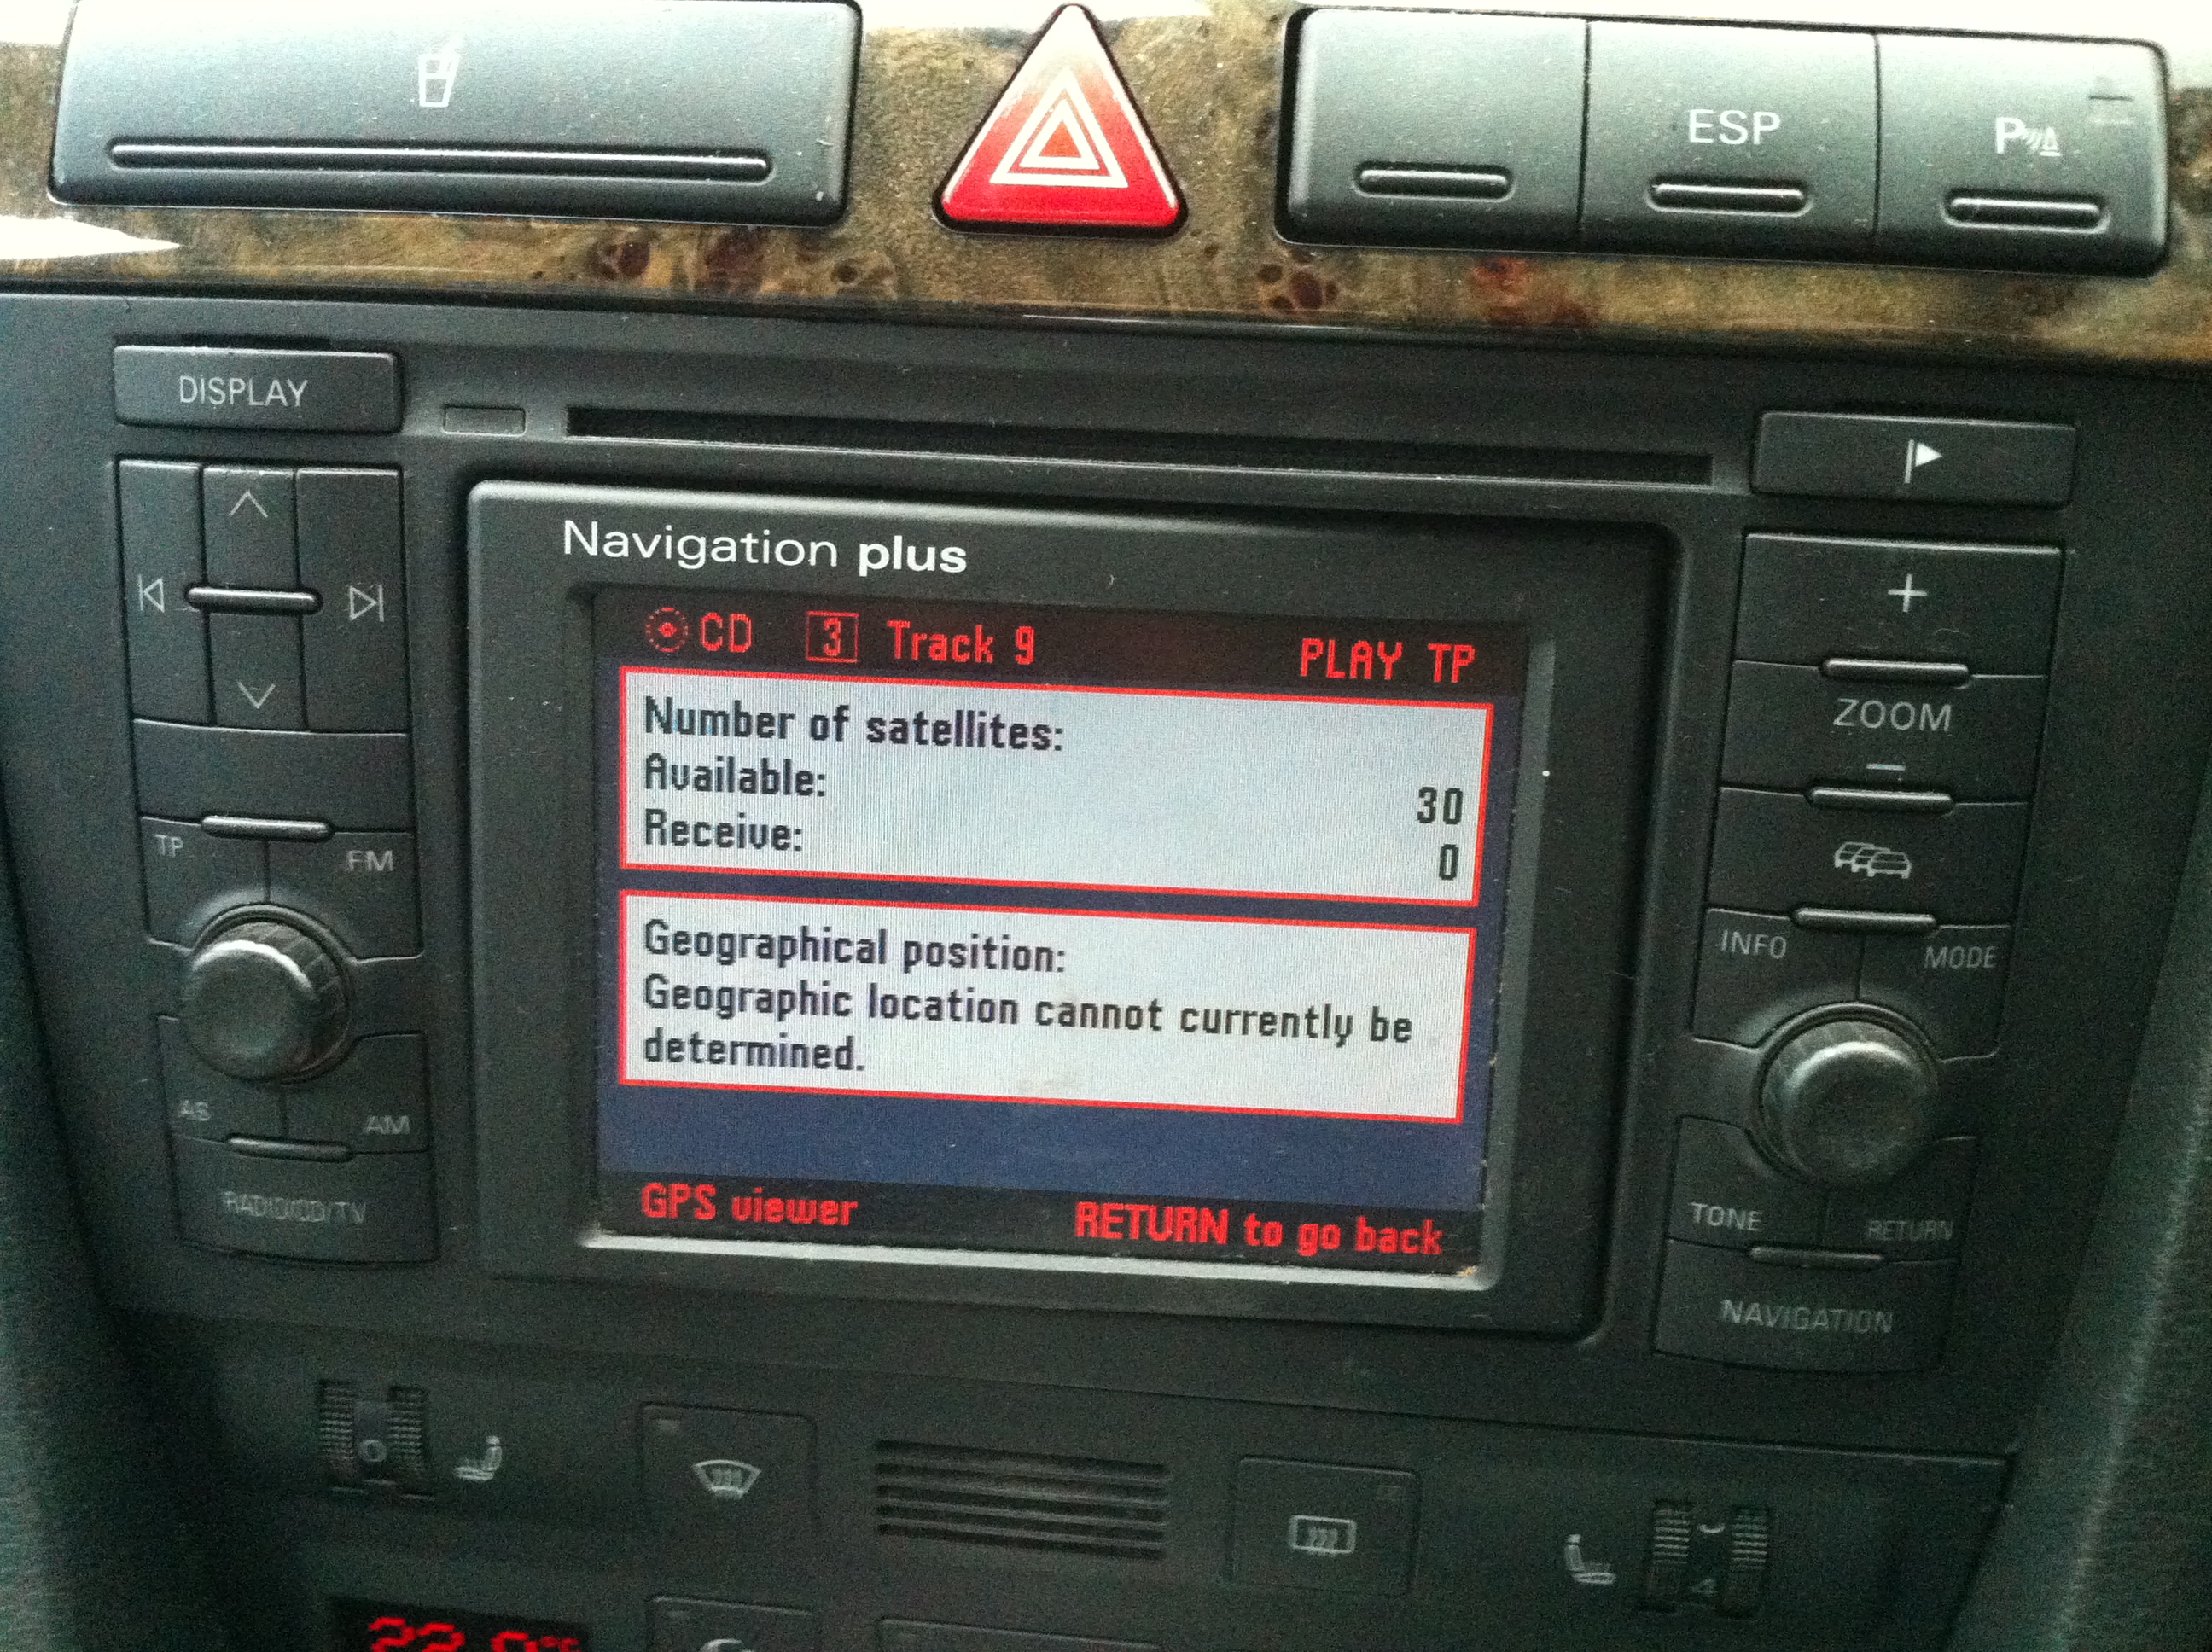 ESP
P
DISPLAY
Navigation plus
CD 3 Track 9 PLAY TP
Number of satellites:
Available: 30
Receive: 0
Geographical position:
Geographic location cannot currently be
determined.
GPS viewer RETURN to go back
TP FM
AS AM
RADIO/CD/TV
+
ZOOM
−
INFO MODE
TONE RETURN
NAVIGATION
0
4